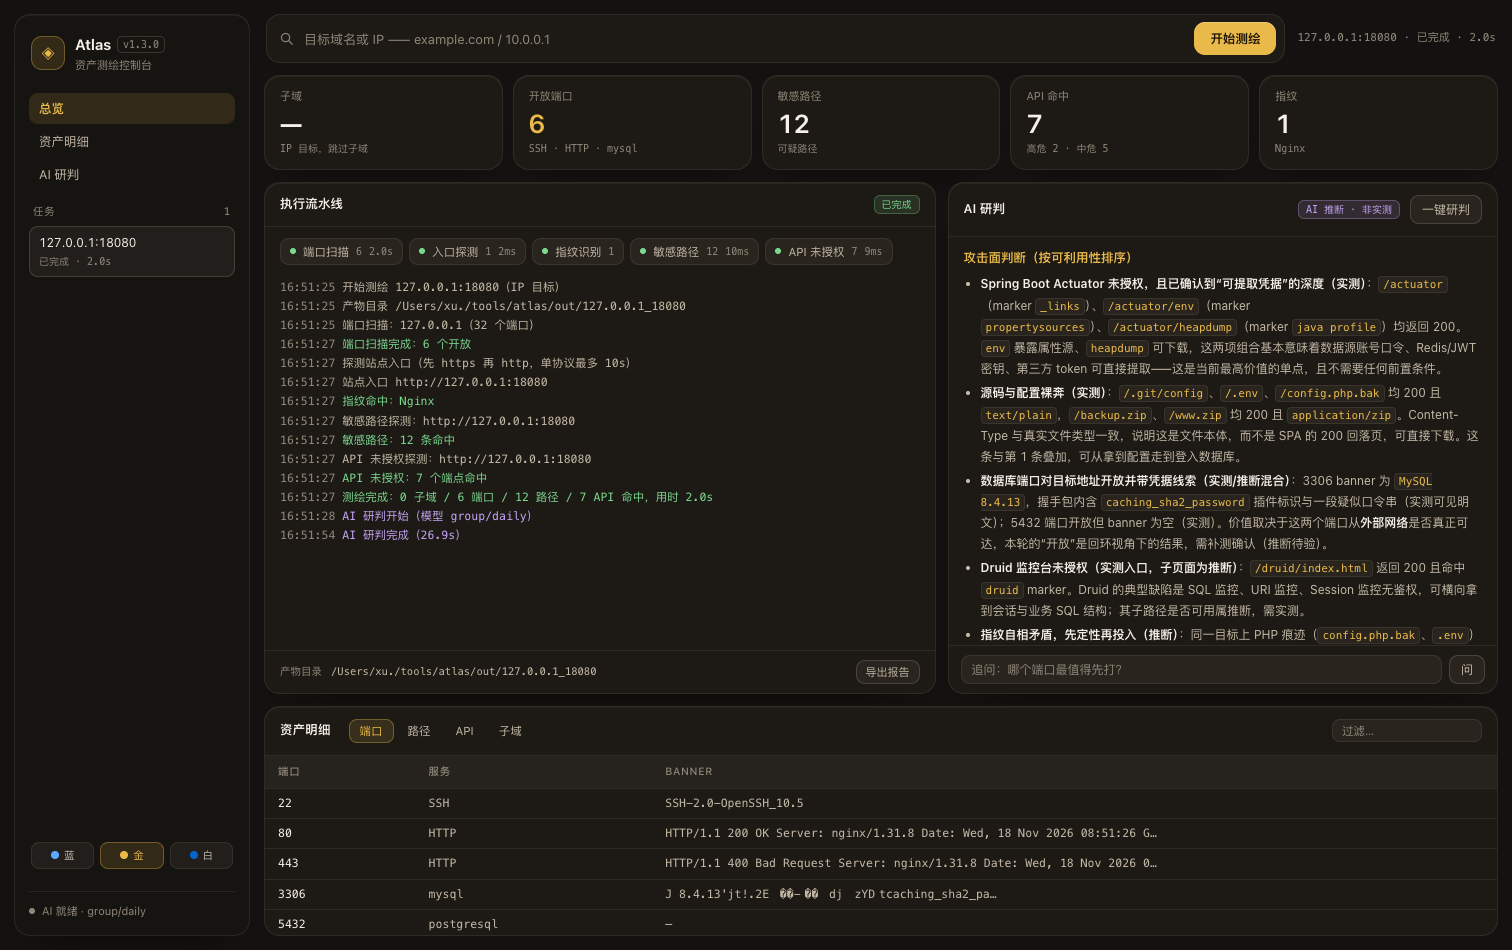 Atlas v1.3.0
资产测绘控制台
总览
资产明细
AI 研判
任务 1
127.0.0.1:18080
已完成 · 2.0s
蓝 金 白
AI 就绪 · group/daily
目标域名或 IP —— example.com / 10.0.0.1
开始测绘
127.0.0.1:18080 · 已完成 · 2.0s
子域
—
IP 目标，跳过子域
开放端口
6
SSH · HTTP · mysql
敏感路径
12
可疑路径
API 命中
7
高危 2 · 中危 5
指纹
1
Nginx
执行流水线 已完成
端口扫描 6 2.0s 入口探测 1 2ms 指纹识别 1 敏感路径 12 10ms API 未授权 7 9ms
16:51:25 开始测绘 127.0.0.1:18080（IP 目标）
16:51:25 产物目录 /Users/xu./tools/atlas/out/127.0.0.1_18080
16:51:25 端口扫描：127.0.0.1（32 个端口）
16:51:27 端口扫描完成：6 个开放
16:51:27 探测站点入口（先 https 再 http，单协议最多 10s）
16:51:27 站点入口 http://127.0.0.1:18080
16:51:27 指纹命中：Nginx
16:51:27 敏感路径探测：http://127.0.0.1:18080
16:51:27 敏感路径：12 条命中
16:51:27 API 未授权探测：http://127.0.0.1:18080
16:51:27 API 未授权：7 个端点命中
16:51:27 测绘完成：0 子域 / 6 端口 / 12 路径 / 7 API 命中，用时 2.0s
16:51:28 AI 研判开始（模型 group/daily）
16:51:54 AI 研判完成（26.9s）
产物目录 /Users/xu./tools/atlas/out/127.0.0.1_18080 导出报告
AI 研判 AI 推断 · 非实测 一键研判
攻击面判断（按可利用性排序）
• Spring Boot Actuator 未授权，且已确认到“可提取凭据”的深度（实测）：/actuator
（marker _links）、/actuator/env（marker
propertysources）、/actuator/heapdump（marker java profile）均返回 200。
env 暴露属性源、heapdump 可下载，这两项组合基本意味着数据源账号口令、Redis/JWT
密钥、第三方 token 可直接提取——这是当前最高价值的单点，且不需要任何前置条件。
• 源码与配置裸奔（实测）：/.git/config、/.env、/config.php.bak 均 200 且
text/plain，/backup.zip、/www.zip 均 200 且 application/zip。Content-
Type 与真实文件类型一致，说明这是文件本体，而不是 SPA 的 200 回落页，可直接下载。这
条与第 1 条叠加，可从拿到配置走到登入数据库。
• 数据库端口对目标地址开放并带凭据线索（实测/推断混合）：3306 banner 为 MySQL
8.4.13，握手包内含 caching_sha2_password 插件标识与一段疑似口令串（实测可见明
文）；5432 端口开放但 banner 为空（实测）。价值取决于这两个端口从外部网络是否真正可
达，本轮的“开放”是回环视角下的结果，需补测确认（推断待验）。
• Druid 监控台未授权（实测入口，子页面为推断）：/druid/index.html 返回 200 且命中
druid marker。Druid 的典型缺陷是 SQL 监控、URI 监控、Session 监控无鉴权，可横向拿
到会话与业务 SQL 结构；其子路径是否可用属推断，需实测。
• 指纹自相矛盾，先定性再投入（推断）：同一目标上 PHP 痕迹（config.php.bak、.env）
追问：哪个端口最值得先打？ 问
资产明细 端口 路径 API 子域 过滤…
端口 服务 BANNER
22 SSH SSH-2.0-OpenSSH_10.5
80 HTTP HTTP/1.1 200 OK Server: nginx/1.31.8 Date: Wed, 18 Nov 2026 08:51:26 G…
443 HTTP HTTP/1.1 400 Bad Request Server: nginx/1.31.8 Date: Wed, 18 Nov 2026 0…
3306 mysql J 8.4.13'jt!.2E ��-�� dj zYD tcaching_sha2_pa…
5432 postgresql —